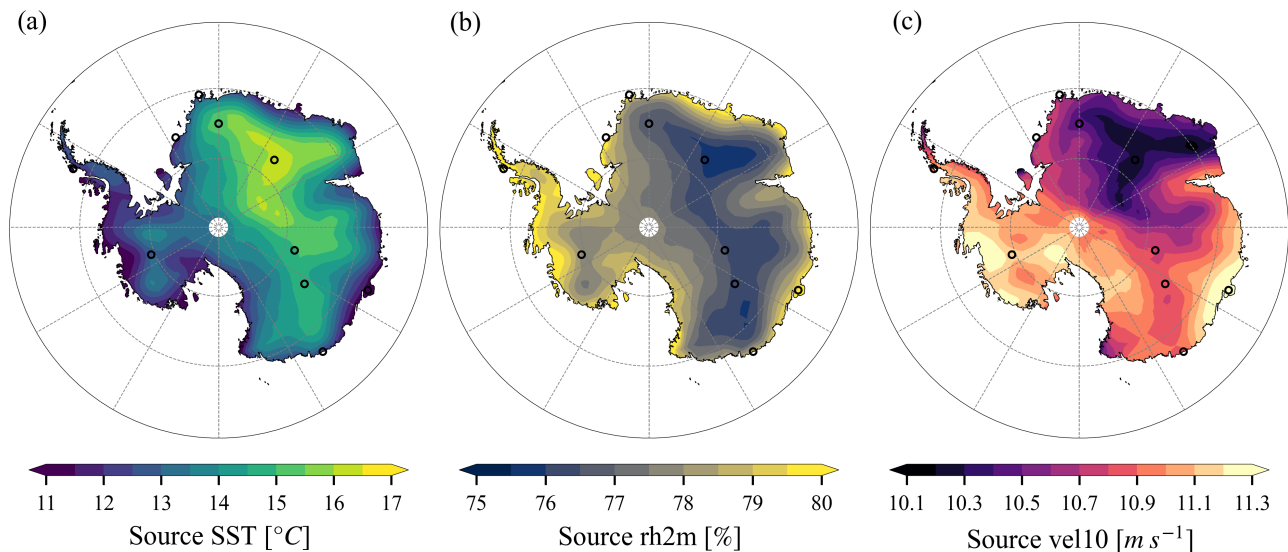 (a) (b) (c)
11 12 13 14 15 16 17 75 76 77 78 79 80 10.1 10.3 10.5 10.7 10.9 11.1 11.3
Source SST [°C] Source rh2m [%] Source vel10 [m s⁻¹]